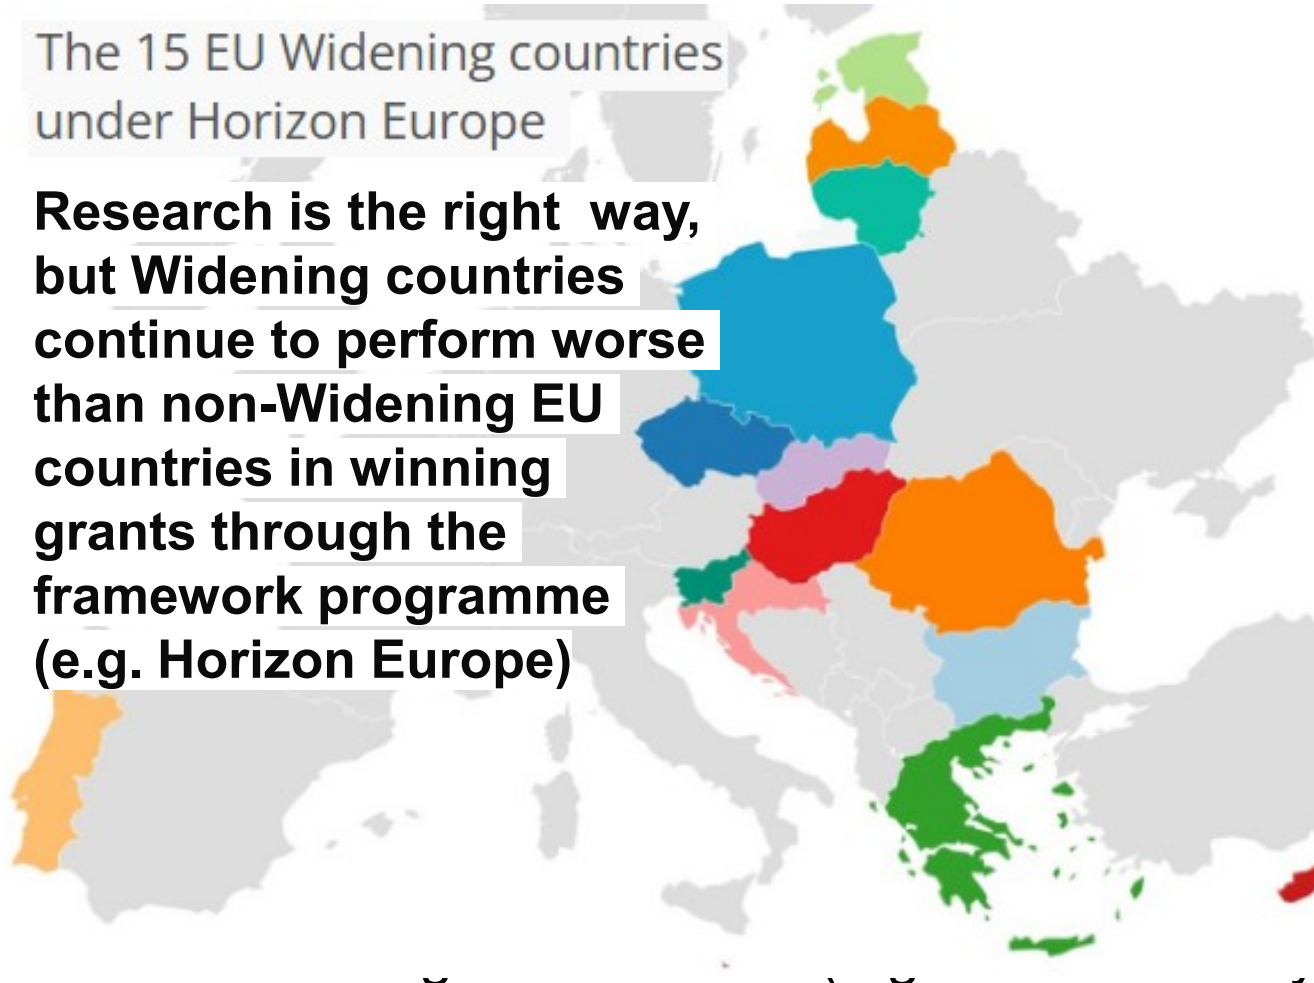 The 15 EU Widening countries
under Horizon Europe
Research is the right  way,
but Widening countries
continue to perform worse
than non-Widening EU
countries in winning
grants through the
framework programme
(e.g. Horizon Europe)